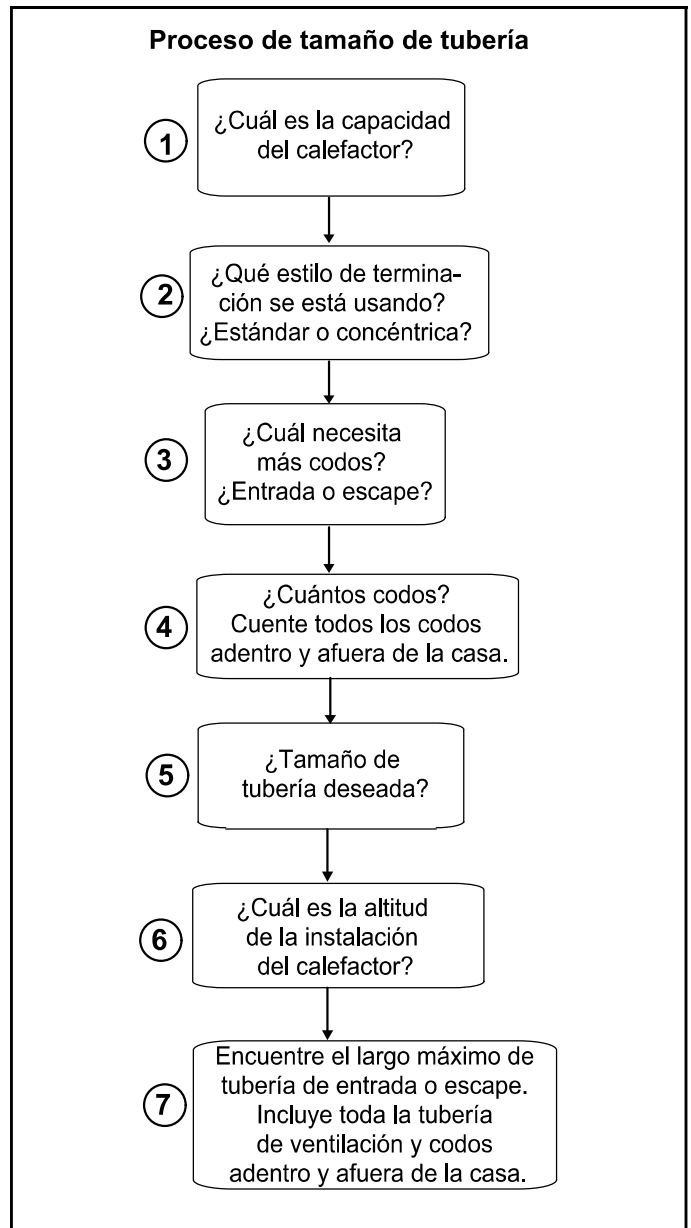 Proceso de tamaño de tubería
1
¿Cuál es la capacidad
del calefactor?
2
¿Qué estilo de termina-
ción se está usando?
¿Estándar o concéntrica?
3
¿Cuál necesita
más codos?
¿Entrada o escape?
4
¿Cuántos codos?
Cuente todos los codos
adentro y afuera de la casa.
5
¿Tamaño de
tubería deseada?
6
¿Cuál es la altitud
de la instalación
del calefactor?
7
Encuentre el largo máximo de
tubería de entrada o escape.
Incluye toda la tubería
de ventilación y codos
adentro y afuera de la casa.